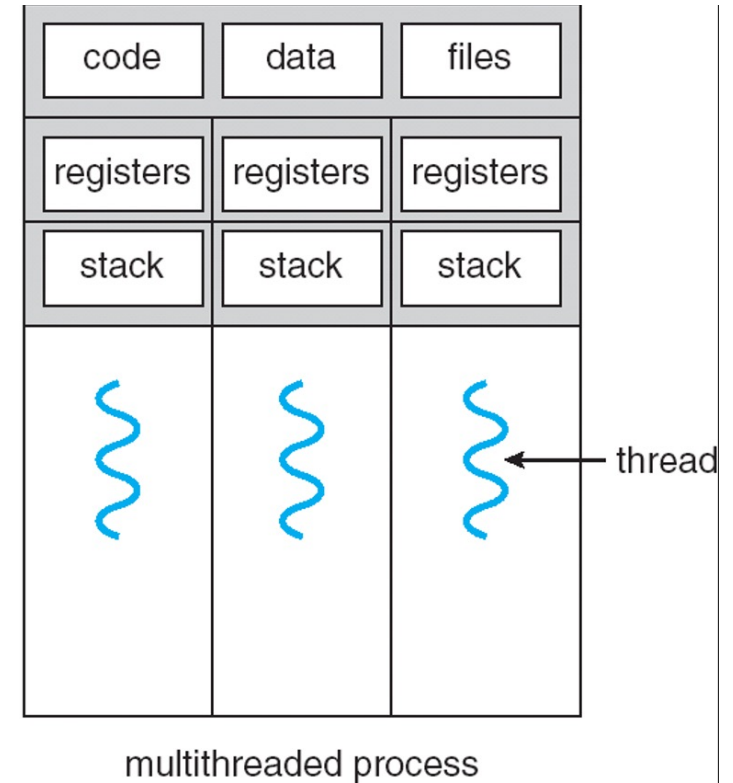 code data files
registers registers registers
stack stack stack
thread
multithreaded process